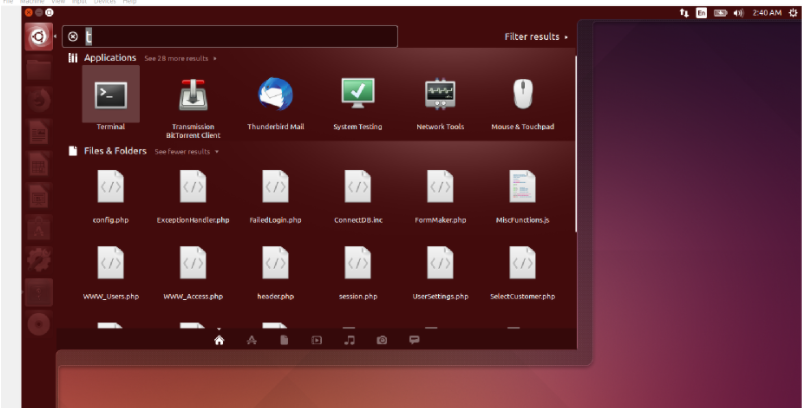 File Machine View Input Devices Help
En 2:40 AM
t Filter results
Applications See 28 more results
Terminal Transmission BitTorrent Client Thunderbird Mail System Testing Network Tools Mouse & Touchpad
Files & Folders See fewer results
config.php ExceptionHandler.php FailedLogin.php ConnectDB.inc FormMaker.php MiscFunctions.js
WWW_Users.php WWW_Access.php header.php session.php UserSettings.php SelectCustomer.php